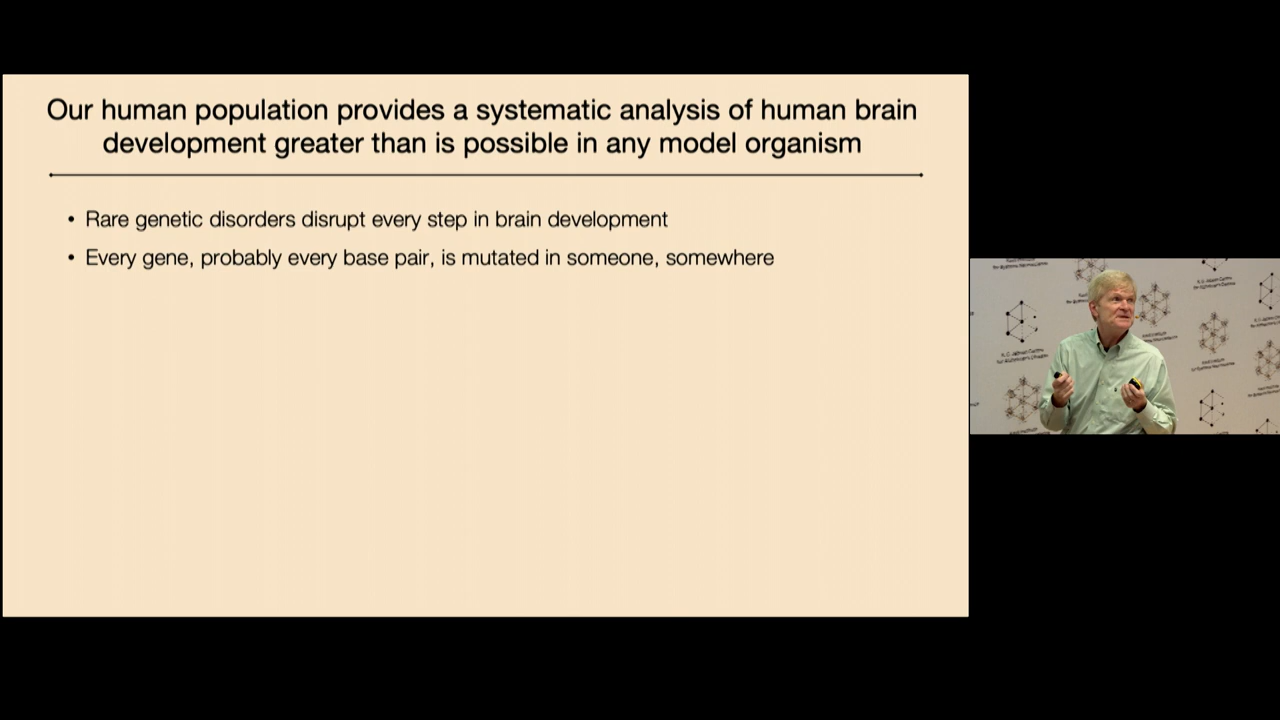 Our human population provides a systematic analysis of human brain
development greater than is possible in any model organism
• Rare genetic disorders disrupt every step in brain development
• Every gene, probably every base pair, is mutated in someone, somewhere